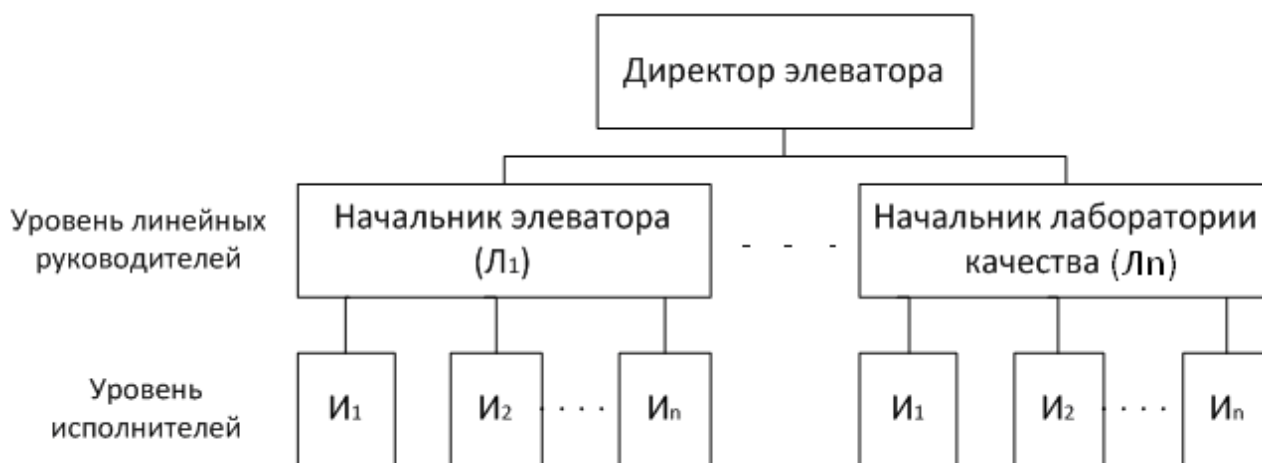 Директор элеватора
Уровень линейных
руководителей
Начальник элеватора
(Л1)
- - -
Начальник лаборатории
качества (Лn)
Уровень
исполнителей
И1
И2
· · · ·
Иn
И1
И2
· · · ·
Иn